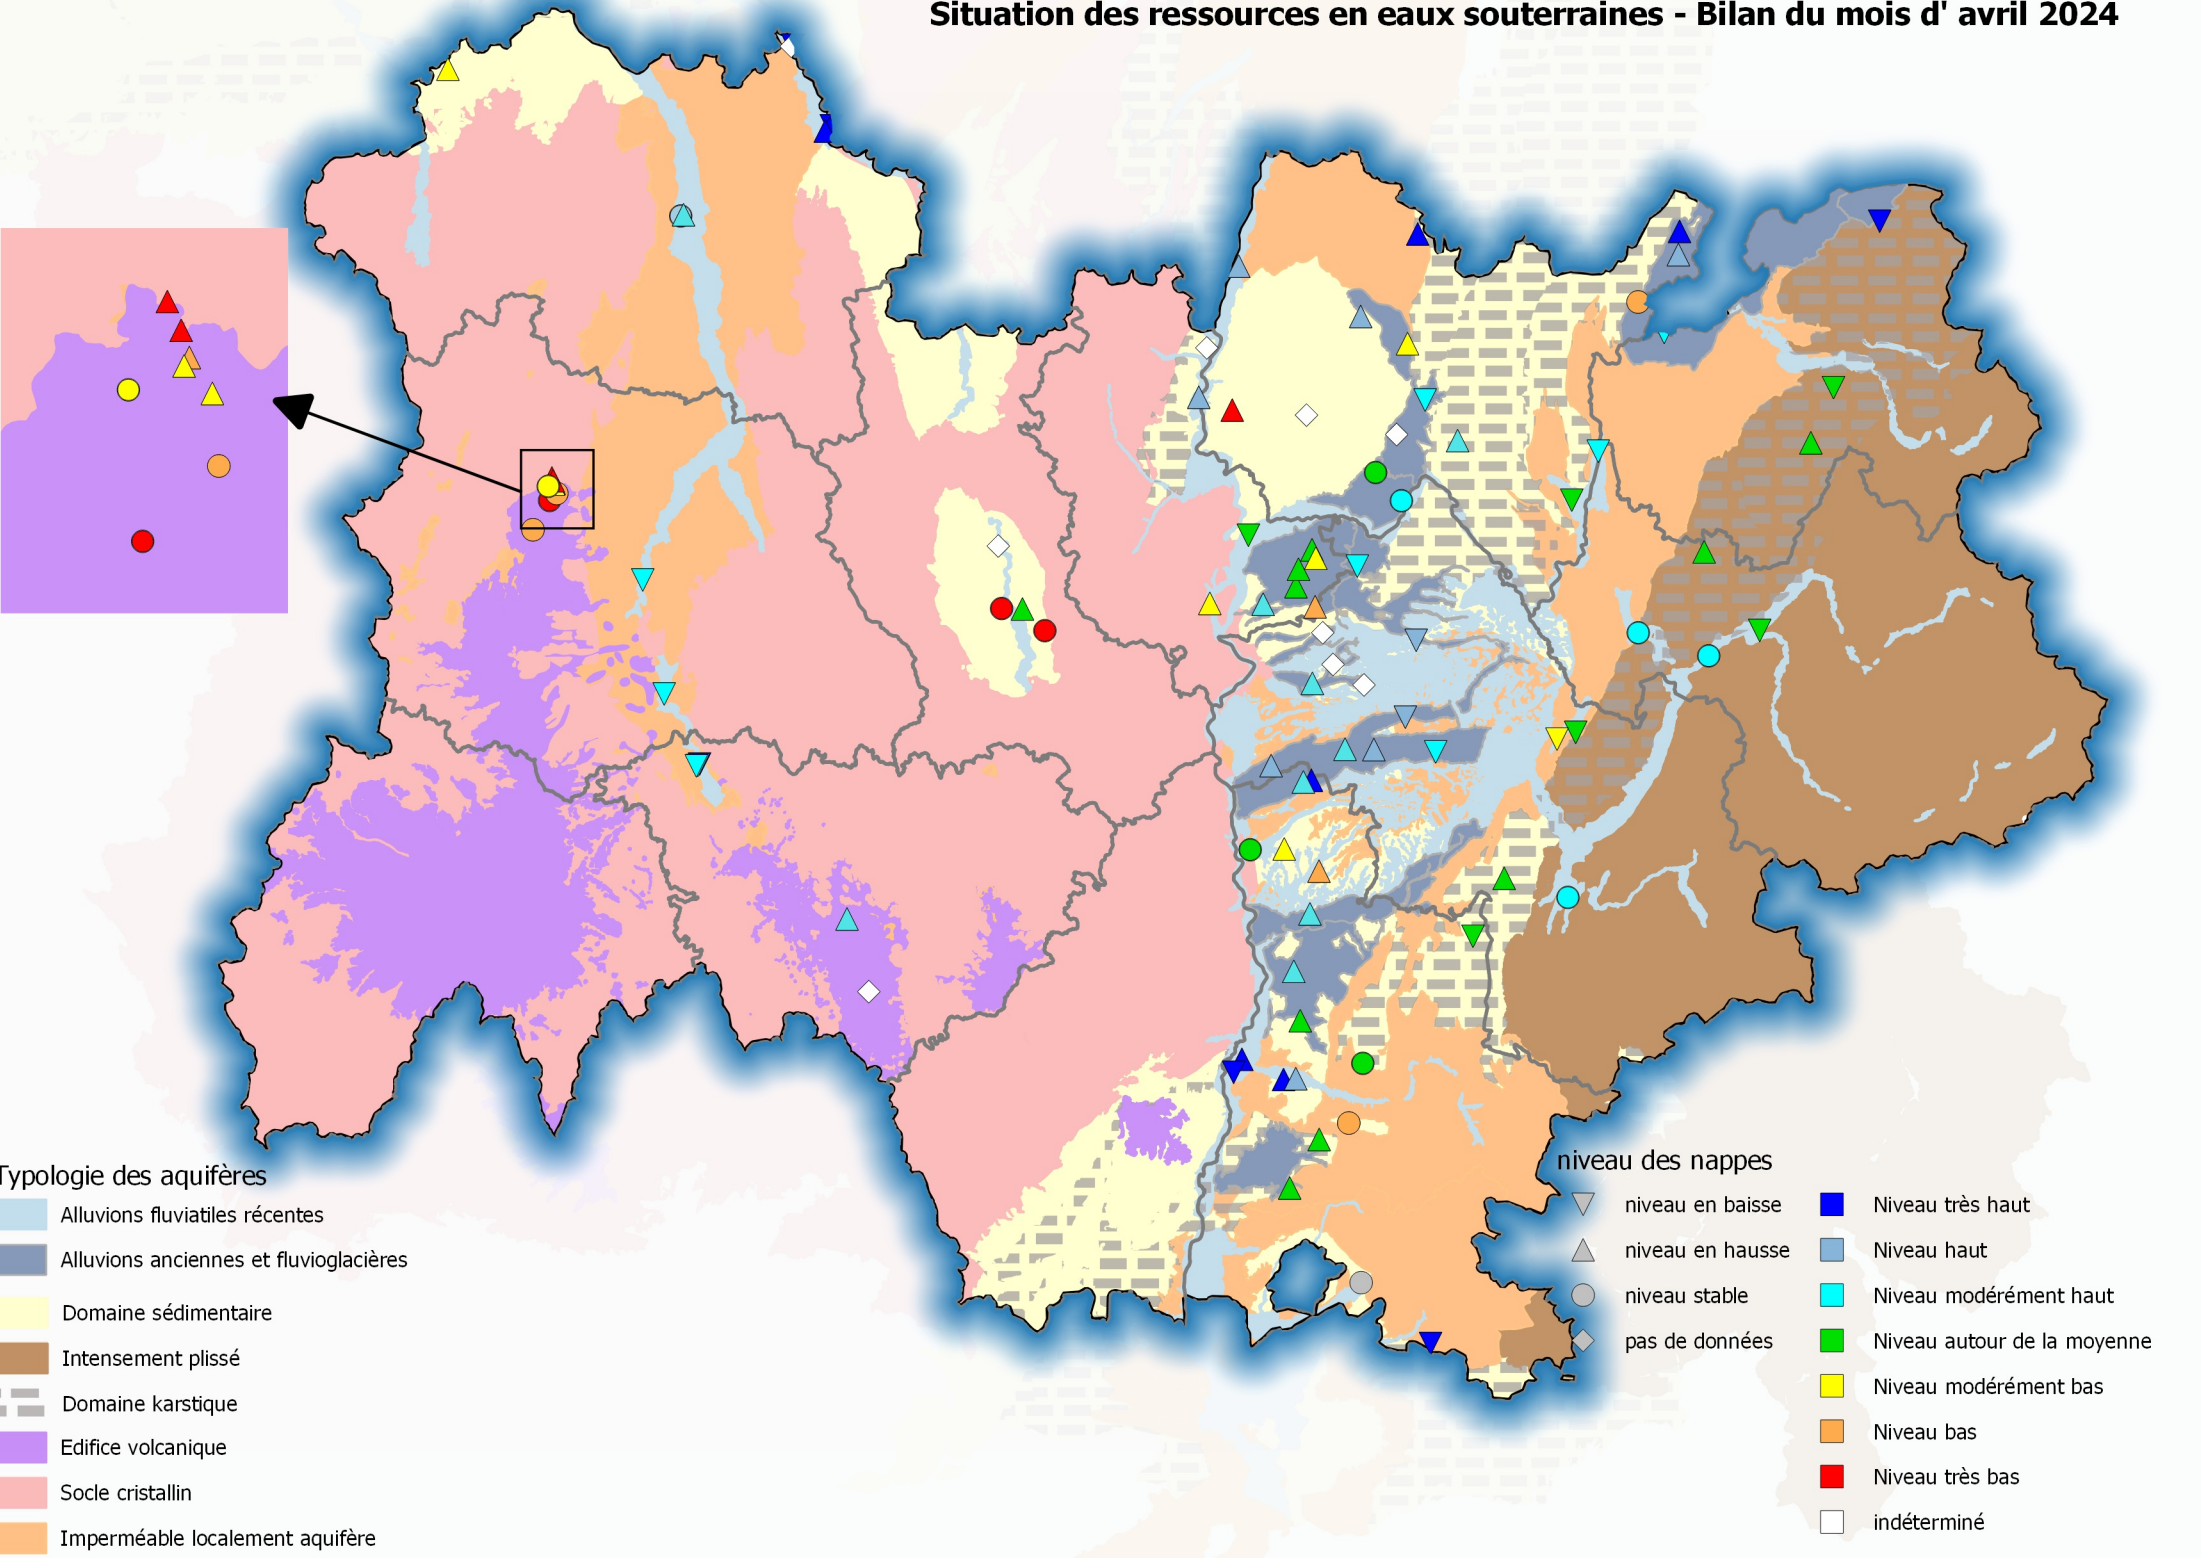 Situation des ressources en eaux souterraines - Bilan du mois d' avril 2024
Typologie des aquifères
Alluvions fluviatiles récentes
Alluvions anciennes et fluvioglacières
Domaine sédimentaire
Intensement plissé
Domaine karstique
Edifice volcanique
Socle cristallin
Imperméable localement aquifère
niveau des nappes
niveau en baisse
niveau en hausse
niveau stable
pas de données
Niveau très haut
Niveau haut
Niveau modérément haut
Niveau autour de la moyenne
Niveau modérément bas
Niveau bas
Niveau très bas
indéterminé